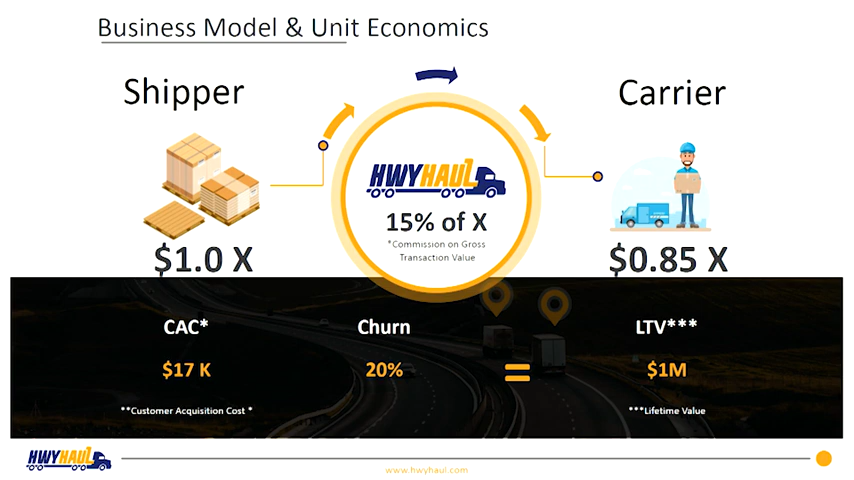 Business Model & Unit Economics
Shipper
Carrier
HWYHAUL
15% of X
*Commission on Gross
Transaction Value
$1.0 X
$0.85 X
CAC*
Churn
LTV***
$17 K
20%
=
$1M
**Customer Acquisition Cost *
***Lifetime Value
HWYHAUL
www.hwyhaul.com